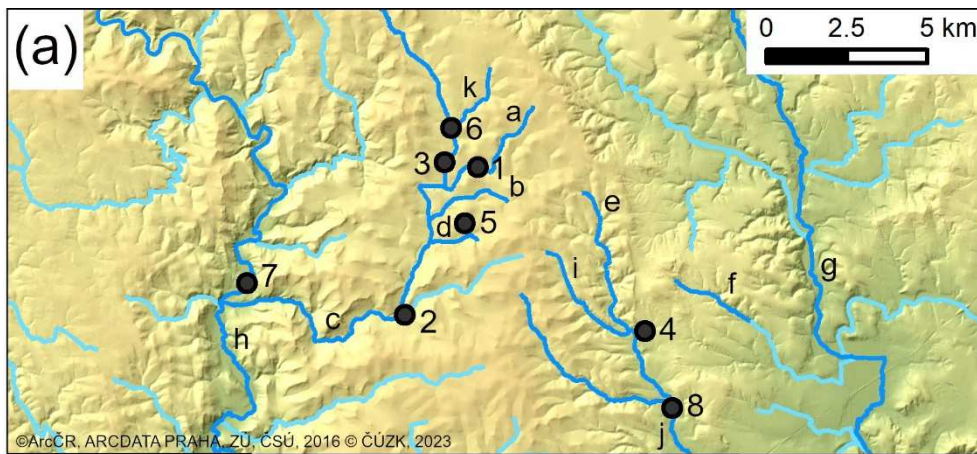 (a)
0 2.5 5 km
k
a
6
3
1
b
e
5
d
i
7
f
g
2
c
h
4
8
j
©ArcČR, ARCDATA PRAHA, ZÚ, ČSÚ, 2016 © ČÚZK, 2023